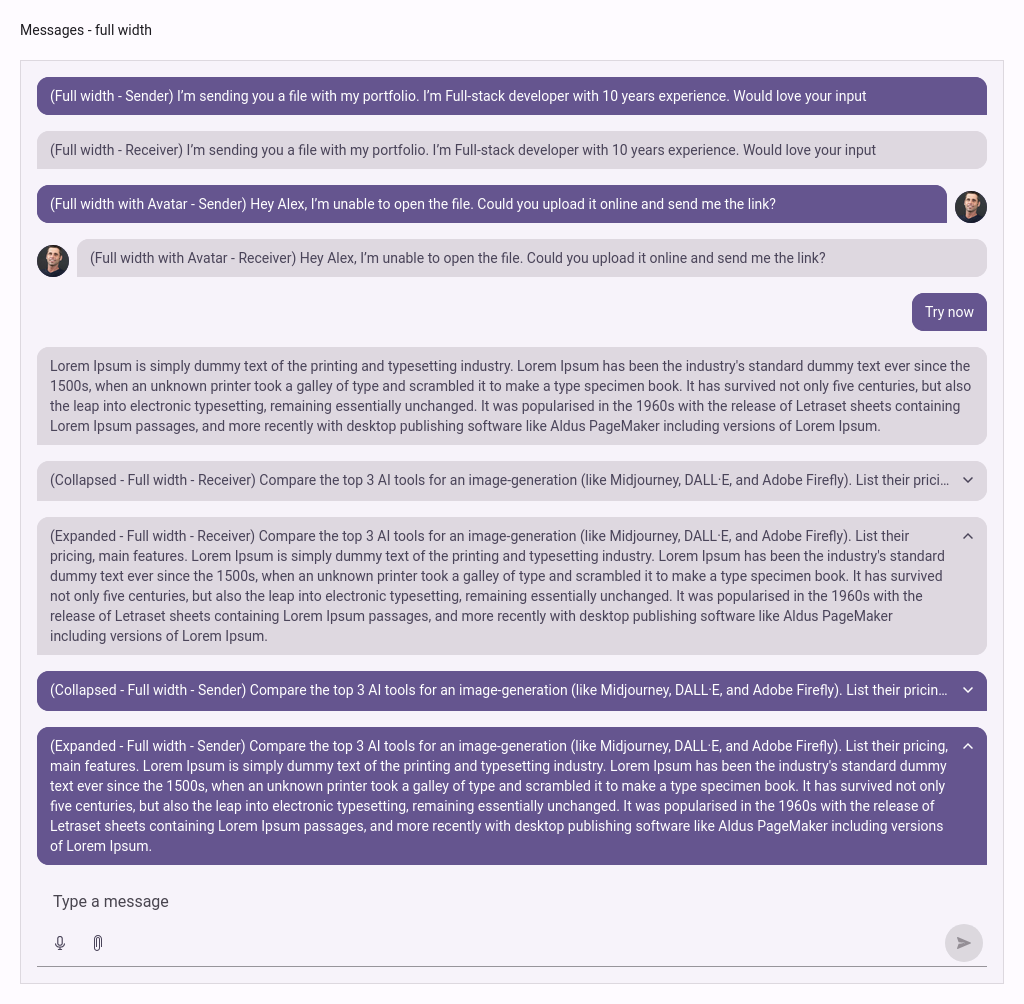 Messages - full width
(Full width - Sender) I’m sending you a file with my portfolio. I’m Full-stack developer with 10 years experience. Would love your input
(Full width - Receiver) I’m sending you a file with my portfolio. I’m Full-stack developer with 10 years experience. Would love your input
(Full width with Avatar - Sender) Hey Alex, I’m unable to open the file. Could you upload it online and send me the link?
(Full width with Avatar - Receiver) Hey Alex, I’m unable to open the file. Could you upload it online and send me the link?
Try now
Lorem Ipsum is simply dummy text of the printing and typesetting industry. Lorem Ipsum has been the industry's standard dummy text ever since the
1500s, when an unknown printer took a galley of type and scrambled it to make a type specimen book. It has survived not only five centuries, but also
the leap into electronic typesetting, remaining essentially unchanged. It was popularised in the 1960s with the release of Letraset sheets containing
Lorem Ipsum passages, and more recently with desktop publishing software like Aldus PageMaker including versions of Lorem Ipsum.
(Collapsed - Full width - Receiver) Compare the top 3 AI tools for an image-generation (like Midjourney, DALL·E, and Adobe Firefly). List their prici…
(Expanded - Full width - Receiver) Compare the top 3 AI tools for an image-generation (like Midjourney, DALL·E, and Adobe Firefly). List their
pricing, main features. Lorem Ipsum is simply dummy text of the printing and typesetting industry. Lorem Ipsum has been the industry's standard
dummy text ever since the 1500s, when an unknown printer took a galley of type and scrambled it to make a type specimen book. It has survived
not only five centuries, but also the leap into electronic typesetting, remaining essentially unchanged. It was popularised in the 1960s with the
release of Letraset sheets containing Lorem Ipsum passages, and more recently with desktop publishing software like Aldus PageMaker
including versions of Lorem Ipsum.
(Collapsed - Full width - Sender) Compare the top 3 AI tools for an image-generation (like Midjourney, DALL·E, and Adobe Firefly). List their pricin…
(Expanded - Full width - Sender) Compare the top 3 AI tools for an image-generation (like Midjourney, DALL·E, and Adobe Firefly). List their pricing,
main features. Lorem Ipsum is simply dummy text of the printing and typesetting industry. Lorem Ipsum has been the industry's standard dummy
text ever since the 1500s, when an unknown printer took a galley of type and scrambled it to make a type specimen book. It has survived not only
five centuries, but also the leap into electronic typesetting, remaining essentially unchanged. It was popularised in the 1960s with the release of
Letraset sheets containing Lorem Ipsum passages, and more recently with desktop publishing software like Aldus PageMaker including versions
of Lorem Ipsum.
Type a message